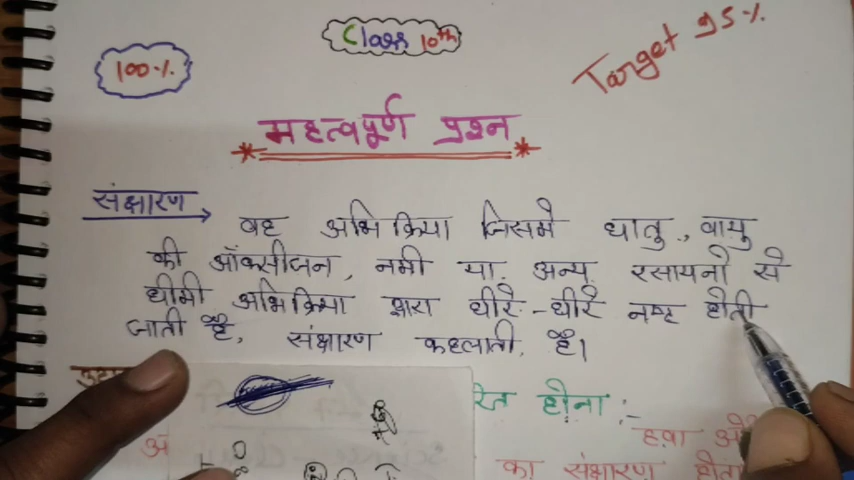 Class 10th
Target 95%
100%
महत्वपूर्ण प्रश्न
संक्षारण
वह अभिक्रिया जिसमे धातु, वायु
की ऑक्सीजन, नमी या अन्य रसायनो से
धीमी अभिक्रिया द्वारा धीरे-धीरे नष्ट होती
जाती है, संक्षारण कहलाती है।
होना :-
हवा
का संक्षारण होता